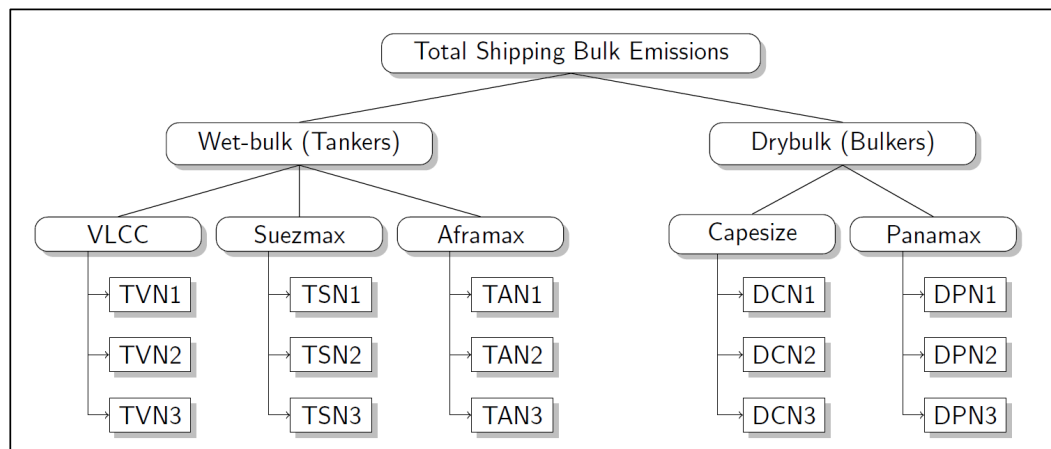 Total Shipping Bulk Emissions
Wet-bulk (Tankers)
Drybulk (Bulkers)
VLCC
Suezmax
Aframax
Capesize
Panamax
TVN1
TSN1
TAN1
DCN1
DPN1
TVN2
TSN2
TAN2
DCN2
DPN2
TVN3
TSN3
TAN3
DCN3
DPN3